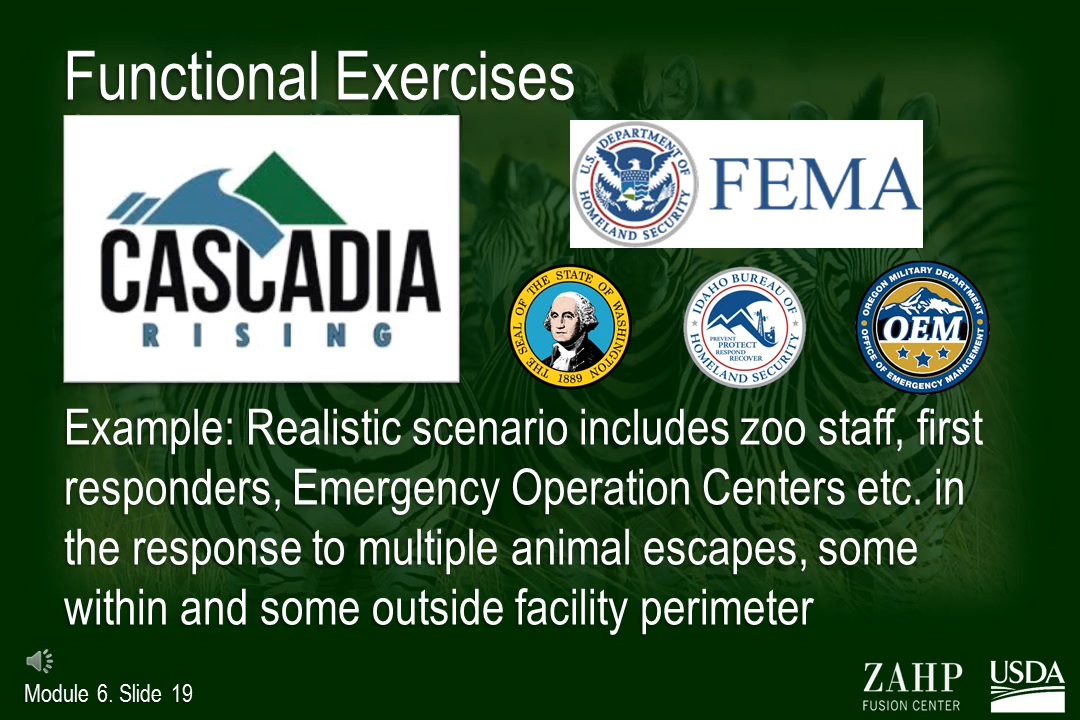 Functional Exercises
CASCADIA
RISING
U.S. DEPARTMENT OF
HOMELAND SECURITY
FEMA
THE SEAL OF THE STATE OF WASHINGTON
1889
IDAHO BUREAU OF
HOMELAND SECURITY
PREVENT
PROTECT
RESPOND
RECOVER
OREGON MILITARY DEPARTMENT
OEM
OFFICE OF EMERGENCY MANAGEMENT
Example: Realistic scenario includes zoo staff, first
responders, Emergency Operation Centers etc. in
the response to multiple animal escapes, some
within and some outside facility perimeter
Module 6. Slide 19
ZAHP
FUSION CENTER
USDA